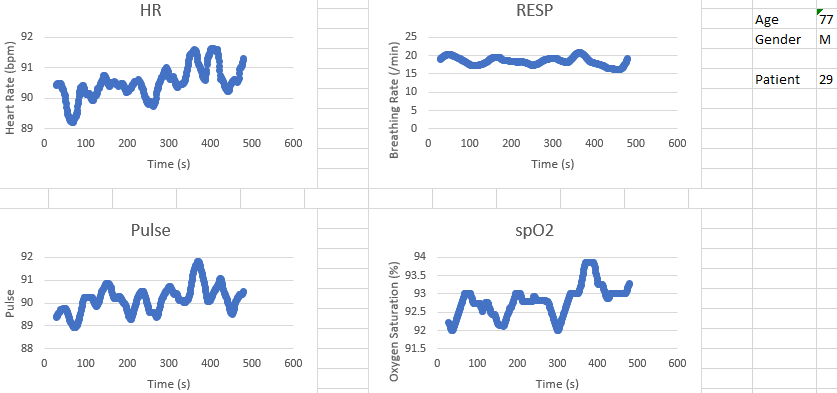 HR
92
91
90
89
0 100 200 300 400 500 600
Heart Rate (bpm)
Time (s)
RESP
25
20
15
10
5
0
0 100 200 300 400 500 600
Breathing Rate (/min)
Time (s)
Age 77
Gender M
Patient 29
Pulse
92
91
90
89
88
0 100 200 300 400 500 600
Pulse
Time (s)
spO2
94
93.5
93
92.5
92
91.5
0 100 200 300 400 500 600
Oxygen Saturation (%)
Time (s)